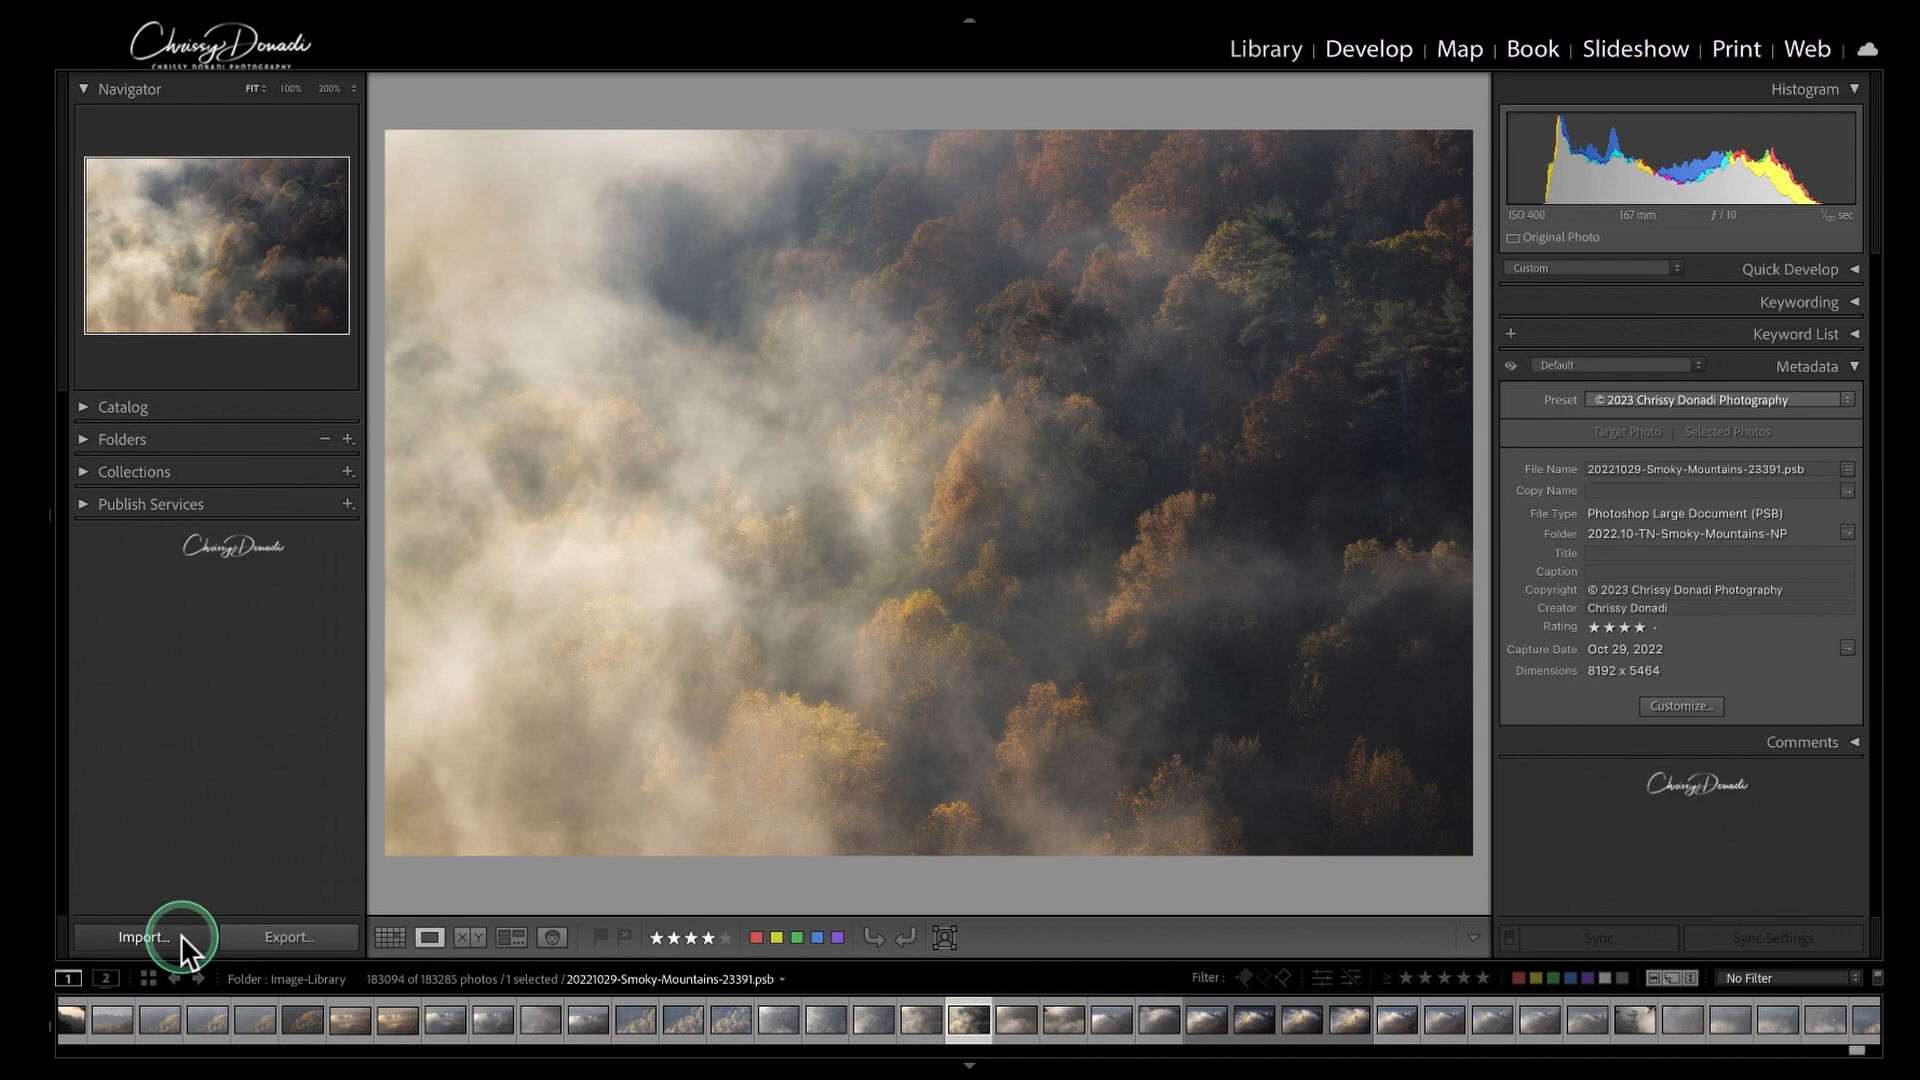 Chrissy Donadi
CHRISSY DONADI PHOTOGRAPHY
Library | Develop | Map | Book | Slideshow | Print | Web |
Navigator FIT 100% 200%
Histogram
ISO 400 167 mm ƒ / 10 1/125 sec
Original Photo
Custom Quick Develop
Keywording
+ Keyword List
Default Metadata
Preset © 2023 Chrissy Donadi Photography
Target Photo | Selected Photos
File Name 20221029-Smoky-Mountains-23391.psb
Copy Name
File Type Photoshop Large Document (PSB)
Folder 2022.10-TN-Smoky-Mountains-NP
Title
Caption
Copyright © 2023 Chrissy Donadi Photography
Creator Chrissy Donadi
Rating ★★★★ ·
Capture Date Oct 29, 2022
Dimensions 8192 x 5464
Customize...
Comments
Chrissy Donadi
Catalog
Folders − +
Collections +
Publish Services +
Chrissy Donadi
Import... Export...
XY
Sync Sync Settings
1 2 Folder : Image-Library 183094 of 183285 photos / 1 selected / 20221029-Smoky-Mountains-23391.psb
Filter : ≥ ★★★★★ No Filter